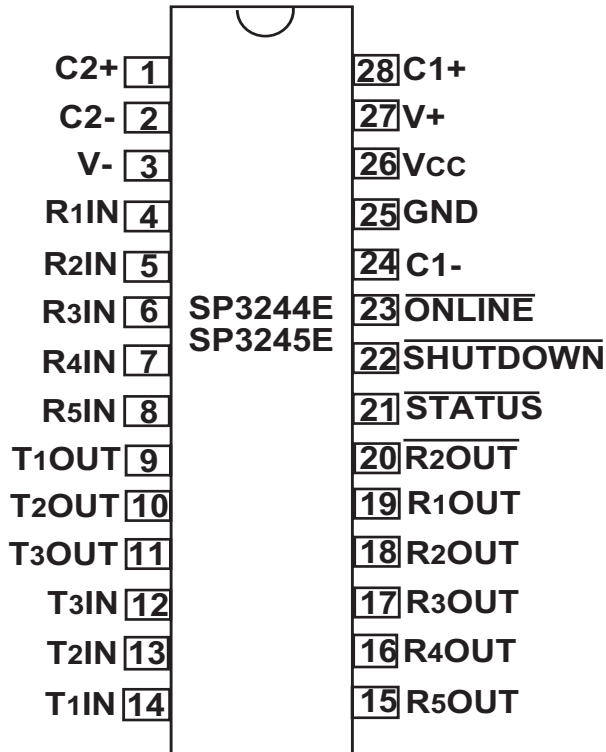 C2+ 1 28 C1+
C2- 2 27 V+
V- 3 26 VCC
R1IN 4 25 GND
R2IN 5 24 C1-
R3IN 6 SP3244E 23 ONLINE
R4IN 7 SP3245E 22 SHUTDOWN
R5IN 8 21 STATUS
T1OUT 9 20 R2OUT
T2OUT 10 19 R1OUT
T3OUT 11 18 R2OUT
T3IN 12 17 R3OUT
T2IN 13 16 R4OUT
T1IN 14 15 R5OUT